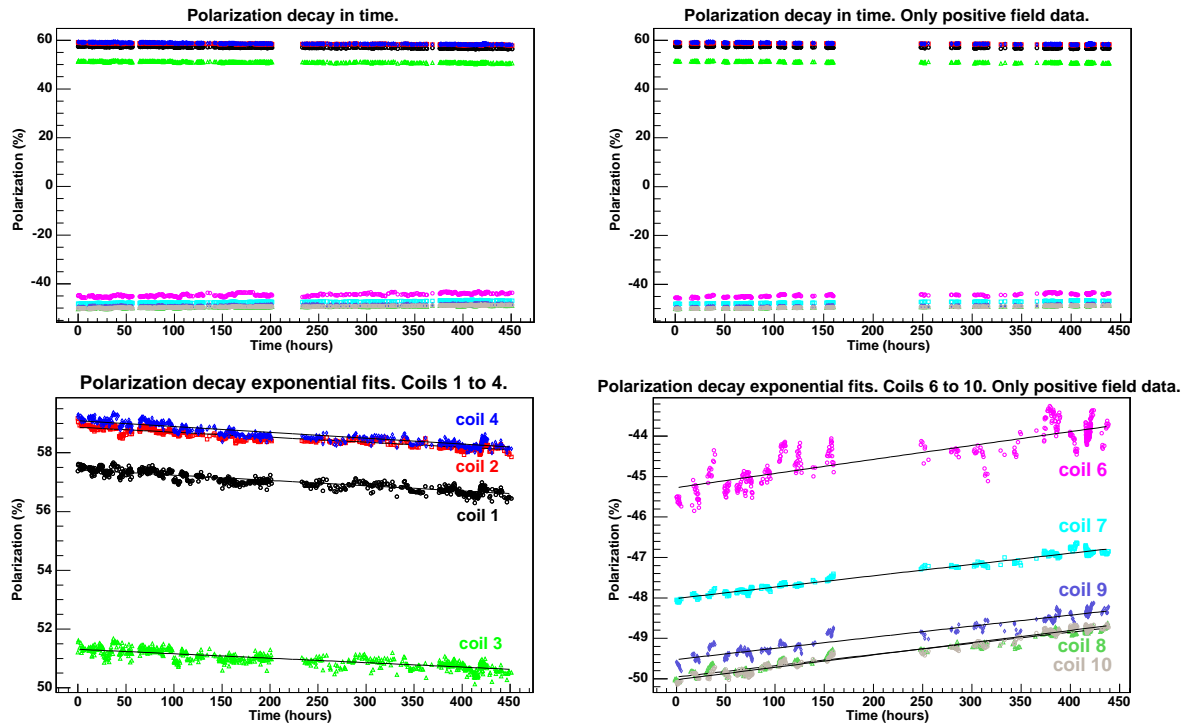 Polarization decay in time.
Polarization (%)
60
40
20
0
-20
-40
0 50 100 150 200 250 300 350 400 450
Time (hours)
Polarization decay in time. Only positive field data.
Polarization (%)
60
40
20
0
-20
-40
0 50 100 150 200 250 300 350 400 450
Time (hours)
Polarization decay exponential fits. Coils 1 to 4.
Polarization (%)
58
56
54
52
50
coil 4
coil 2
coil 1
coil 3
0 50 100 150 200 250 300 350 400 450
Time (hours)
Polarization decay exponential fits. Coils 6 to 10. Only positive field data.
Polarization (%)
-44
-45
-46
-47
-48
-49
-50
coil 6
coil 7
coil 9
coil 8
coil 10
0 50 100 150 200 250 300 350 400 450
Time (hours)